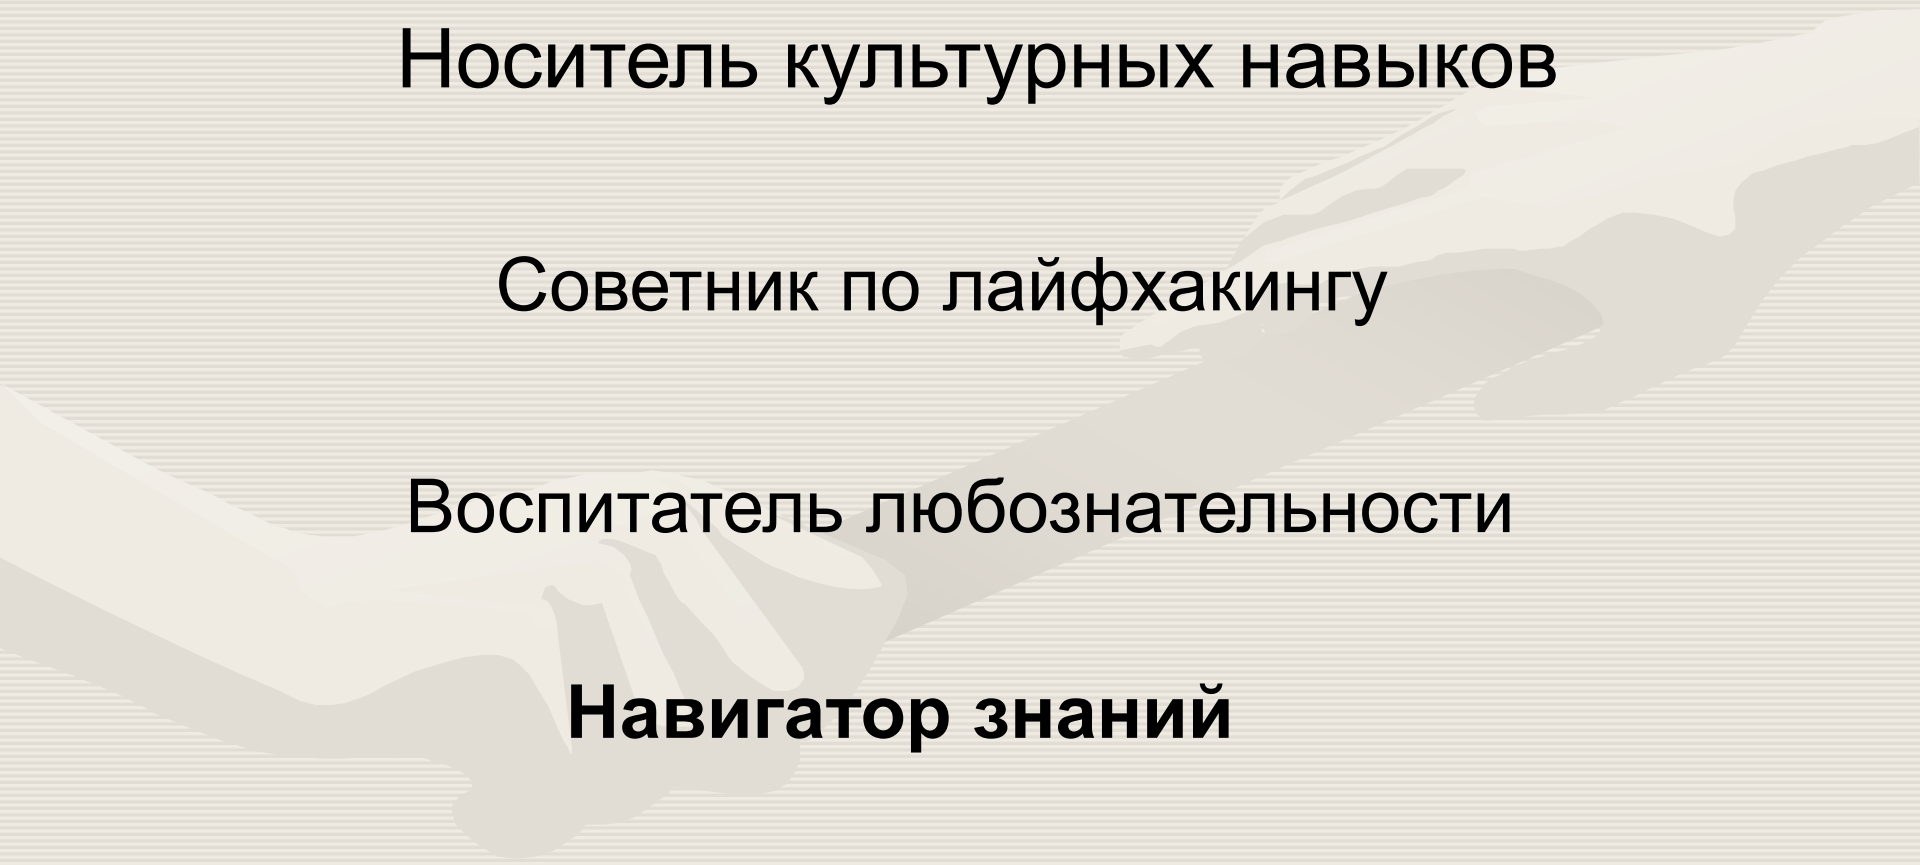 Носитель культурных навыков
Советник по лайфхакингу
Воспитатель любознательности
Навигатор знаний